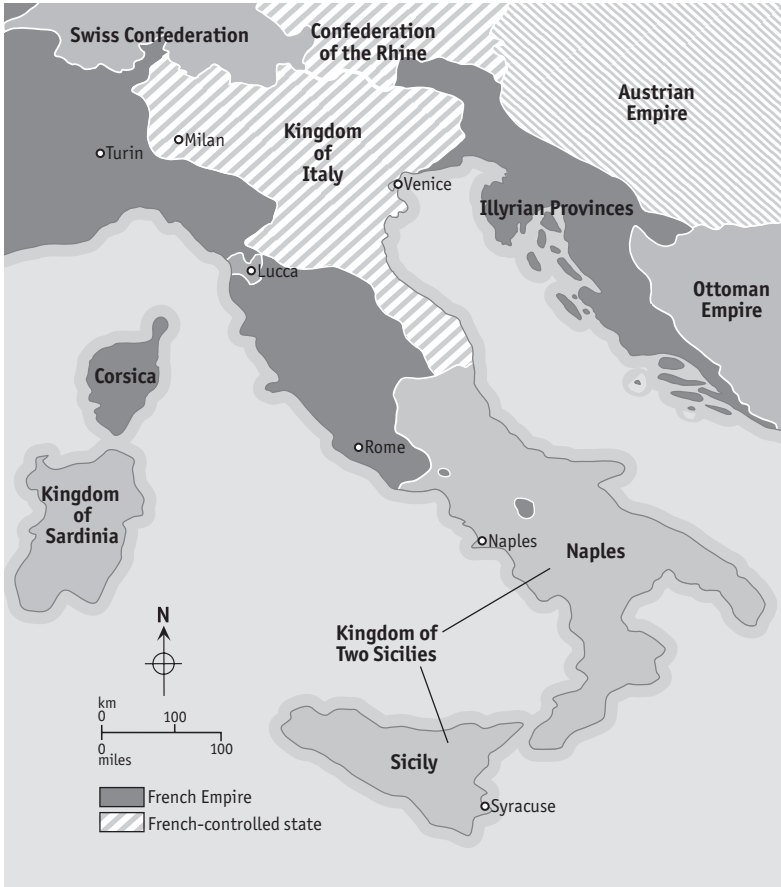 Swiss Confederation
Confederation
of the Rhine
Austrian
Empire
Kingdom
of
Italy
Milan
Turin
Venice
Illyrian Provinces
Lucca
Ottoman
Empire
Corsica
Rome
Kingdom
of
Sardinia
Naples
Naples
Kingdom of
Two Sicilies
N
km
0 100
0 100
miles
Sicily
Syracuse
French Empire
French-controlled state